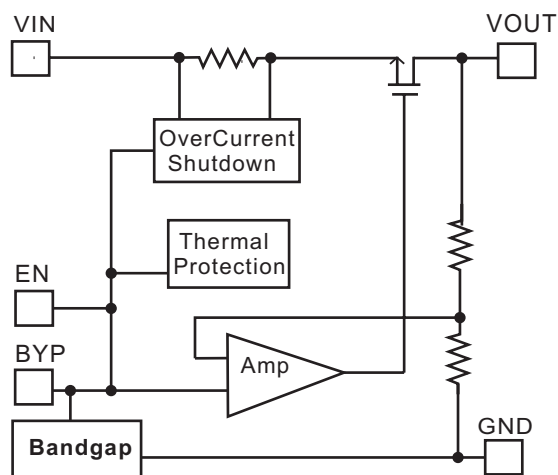 VIN
VOUT
OverCurrent
Shutdown
Thermal
Protection
EN
BYP
Amp
GND
Bandgap